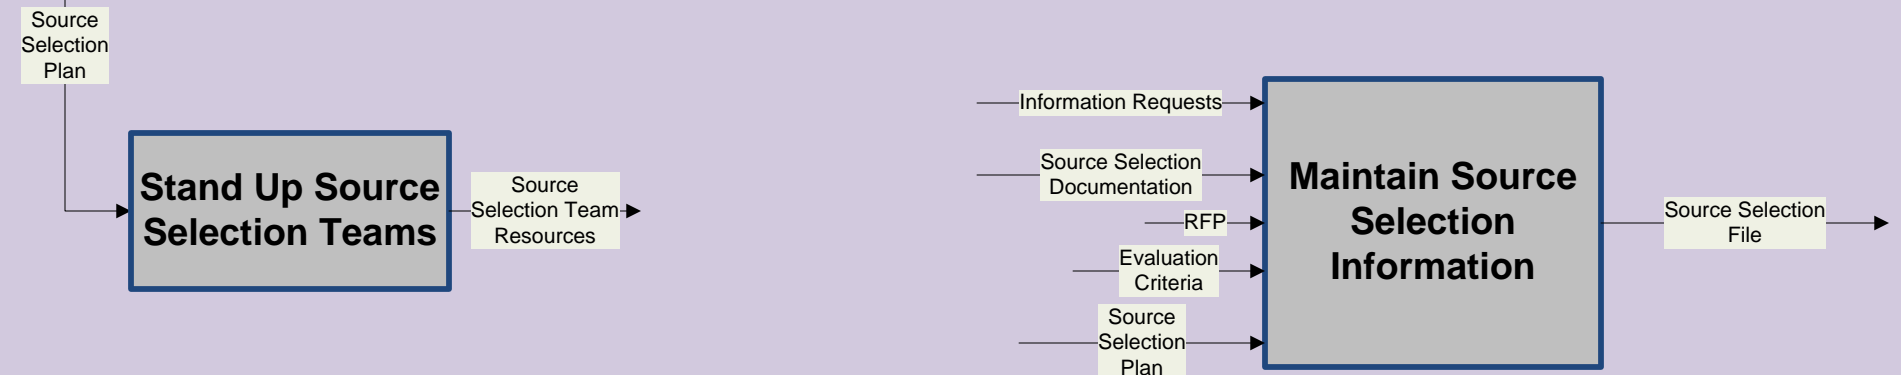 Source
Selection
Plan
Stand Up Source
Selection Teams
Source
Selection Team
Resources
Information Requests
Source Selection
Documentation
RFP
Evaluation
Criteria
Source
Selection
Plan
Maintain Source
Selection
Information
Source Selection
File